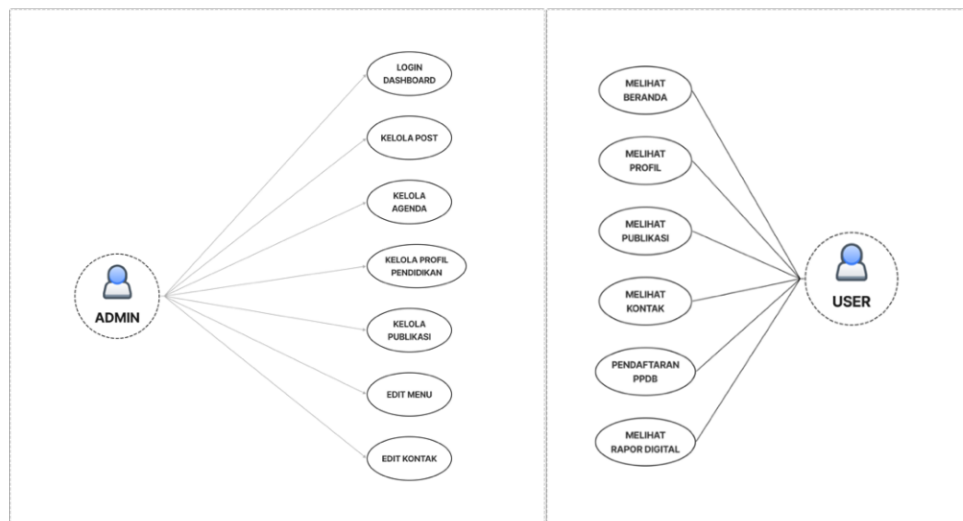 LOGIN
DASHBOARD
KELOLA POST
KELOLA
AGENDA
KELOLA PROFIL
PENDIDIKAN
KELOLA
PUBLIKASI
EDIT MENU
EDIT KONTAK
ADMIN
MELIHAT
BERANDA
MELIHAT
PROFIL
MELIHAT
PUBLIKASI
MELIHAT
KONTAK
PENDAFTARAN
PPDB
MELIHAT
RAPOR DIGITAL
USER